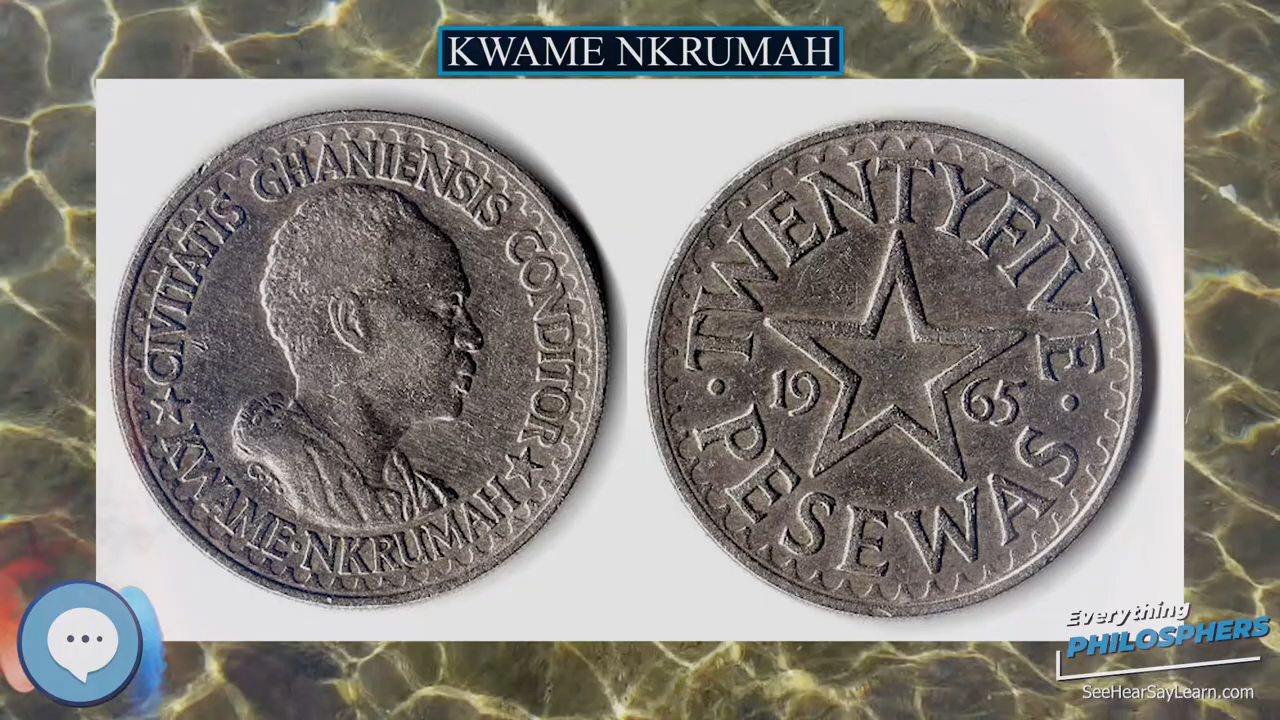 KWAME NKRUMAH
CIVITATIS GHANIENSIS CONDITOR
KWAME·NKRUMAH
TWENTYFIVE
19 65
PESEWAS
Everything
PHILOSPHERS
SeeHearSayLearn.com